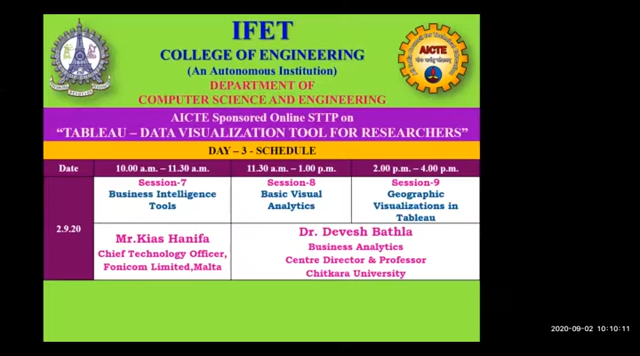 IFET
COLLEGE OF ENGINEERING
(An Autonomous Institution)
DEPARTMENT OF
COMPUTER SCIENCE AND ENGINEERING
AICTE
AICTE Sponsored Online STTP on
"TABLEAU – DATA VISUALIZATION TOOL FOR RESEARCHERS"
DAY – 3 - SCHEDULE
Date
10.00 a.m. – 11.30 a.m.
11.30 a.m. – 1.00 p.m.
2.00 p.m. – 4.00 p.m.
2.9.20
Session-7
Business Intelligence
Tools
Session-8
Basic Visual
Analytics
Session-9
Geographic
Visualizations in
Tableau
Mr.Kias Hanifa
Chief Technology Officer,
Fonicom Limited,Malta
Dr. Devesh Bathla
Business Analytics
Centre Director & Professor
Chitkara University
2020-09-02 10:10:11